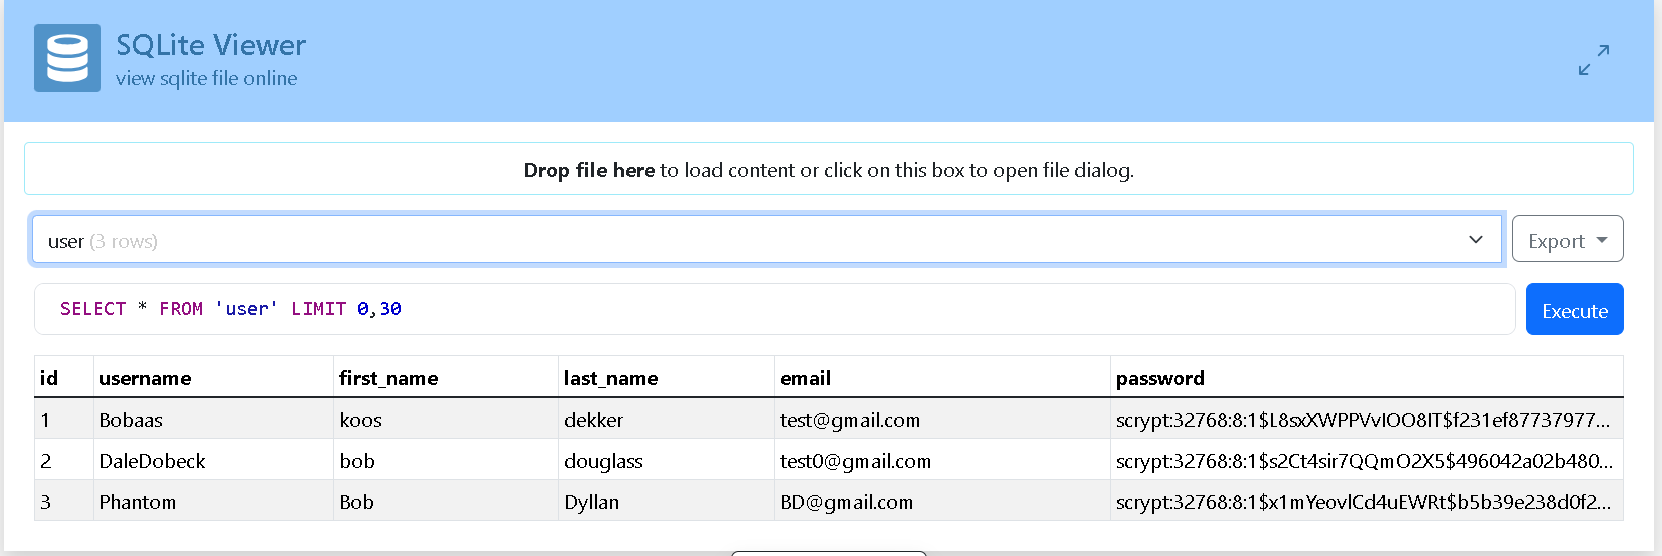 SQLite Viewer
view sqlite file online
Drop file here to load content or click on this box to open file dialog.
user (3 rows)
Export
SELECT * FROM 'user' LIMIT 0,30
Execute
id username first_name last_name email password
1 Bobaas koos dekker test@gmail.com scrypt:32768:8:1$L8sxXWPPVvIOO8lT$f231ef87737977...
2 DaleDobeck bob douglass test0@gmail.com scrypt:32768:8:1$s2Ct4sir7QQmO2X5$496042a02b480...
3 Phantom Bob Dyllan BD@gmail.com scrypt:32768:8:1$x1mYeovlCd4uEWRt$b5b39e238d0f2...